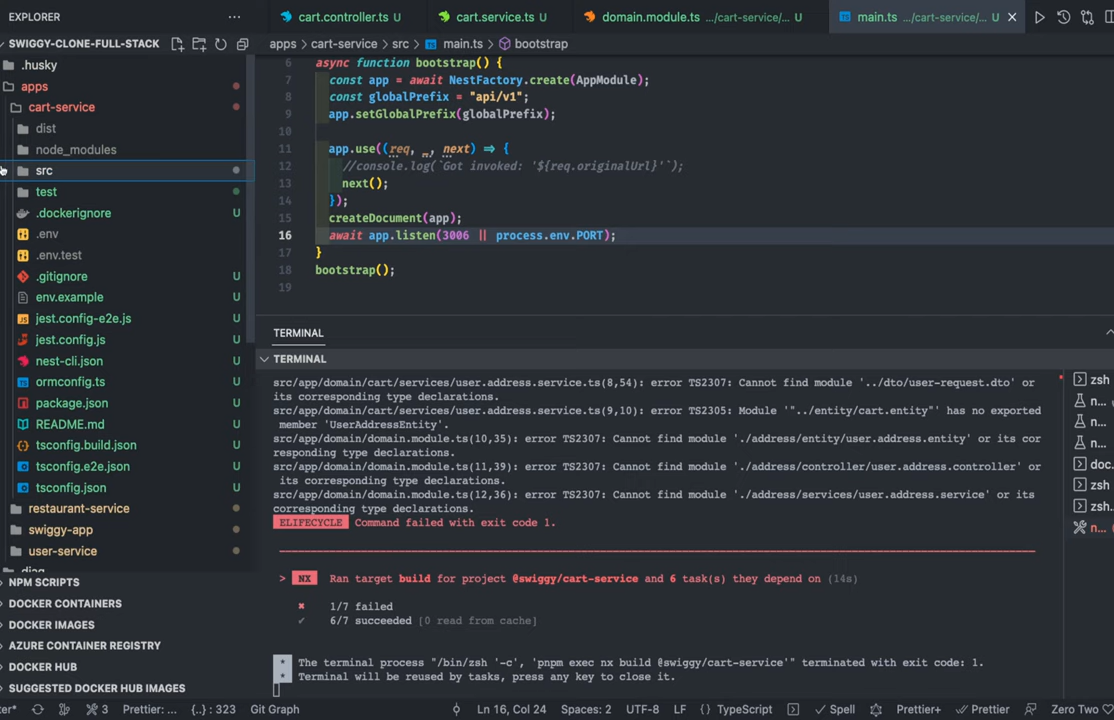 EXPLORER
SWIGGY-CLONE-FULL-STACK
.husky
apps
cart-service
dist
node_modules
src
test
.dockerignore U
.env
.env.test
.gitignore U
env.example U
jest.config-e2e.js U
jest.config.js U
nest-cli.json U
ormconfig.ts U
package.json U
README.md U
tsconfig.build.json U
tsconfig.e2e.json U
tsconfig.json U
restaurant-service
swiggy-app
user-service
NPM SCRIPTS
DOCKER CONTAINERS
DOCKER IMAGES
AZURE CONTAINER REGISTRY
DOCKER HUB
SUGGESTED DOCKER HUB IMAGES
cart.controller.ts U
cart.service.ts U
domain.module.ts .../cart-service/... U
main.ts .../cart-service/... U
apps > cart-service > src > main.ts > bootstrap
6 async function bootstrap() {
7 const app = await NestFactory.create(AppModule);
8 const globalPrefix = "api/v1";
9 app.setGlobalPrefix(globalPrefix);
10
11 app.use((req, _, next) => {
12 //console.log(`Got invoked: '${req.originalUrl}'`);
13 next();
14 });
15 createDocument(app);
16 await app.listen(3006 || process.env.PORT);
17 }
18 bootstrap();
19
TERMINAL
TERMINAL
src/app/domain/cart/services/user.address.service.ts(8,54): error TS2307: Cannot find module '../dto/user-request.dto' or
its corresponding type declarations.
src/app/domain/cart/services/user.address.service.ts(9,10): error TS2305: Module '"../entity/cart.entity"' has no exported
member 'UserAddressEntity'.
src/app/domain/domain.module.ts(10,35): error TS2307: Cannot find module './address/entity/user.address.entity' or its cor
responding type declarations.
src/app/domain/domain.module.ts(11,39): error TS2307: Cannot find module './address/controller/user.address.controller' or
its corresponding type declarations.
src/app/domain/domain.module.ts(12,36): error TS2307: Cannot find module './address/services/user.address.service' or its
corresponding type declarations.
ELIFECYCLE Command failed with exit code 1.
> NX Ran target build for project @swiggy/cart-service and 6 task(s) they depend on (14s)
✖ 1/7 failed
✔ 6/7 succeeded [0 read from cache]
* The terminal process "/bin/zsh '-c', 'pnpm exec nx build @swiggy/cart-service'" terminated with exit code: 1.
* Terminal will be reused by tasks, press any key to close it.
zsh
n...
n...
n...
doc.
zsh
zsh.
n...
ter* 3 Prettier: ... {..} : 323 Git Graph Ln 16, Col 24 Spaces: 2 UTF-8 LF {} TypeScript Spell Prettier+ Prettier Zero Two